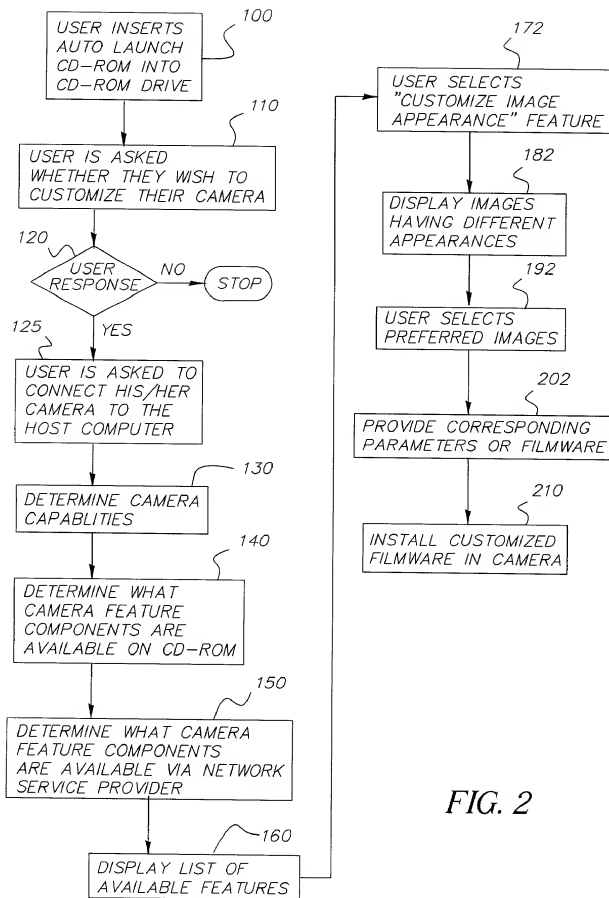 100
USER INSERTS
AUTO LAUNCH
CD-ROM INTO
CD-ROM DRIVE
110
USER IS ASKED
WHETHER THEY WISH TO
CUSTOMIZE THEIR CAMERA
120
USER
RESPONSE
NO
STOP
YES
125
USER IS ASKED TO
CONNECT HIS/HER
CAMERA TO THE
HOST COMPUTER
130
DETERMINE CAMERA
CAPABLITIES
140
DETERMINE WHAT
CAMERA FEATURE
COMPONENTS ARE
AVAILABLE ON CD-ROM
150
DETERMINE WHAT CAMERA
FEATURE COMPONENTS
ARE AVAILABLE VIA NETWORK
SERVICE PROVIDER
160
DISPLAY LIST OF
AVAILABLE FEATURES
172
USER SELECTS
"CUSTOMIZE IMAGE
APPEARANCE" FEATURE
182
DISPLAY IMAGES
HAVING DIFFERENT
APPEARANCES
192
USER SELECTS
PREFERRED IMAGES
202
PROVIDE CORRESPONDING
PARAMETERS OR FILMWARE
210
INSTALL CUSTOMIZED
FILMWARE IN CAMERA
FIG. 2